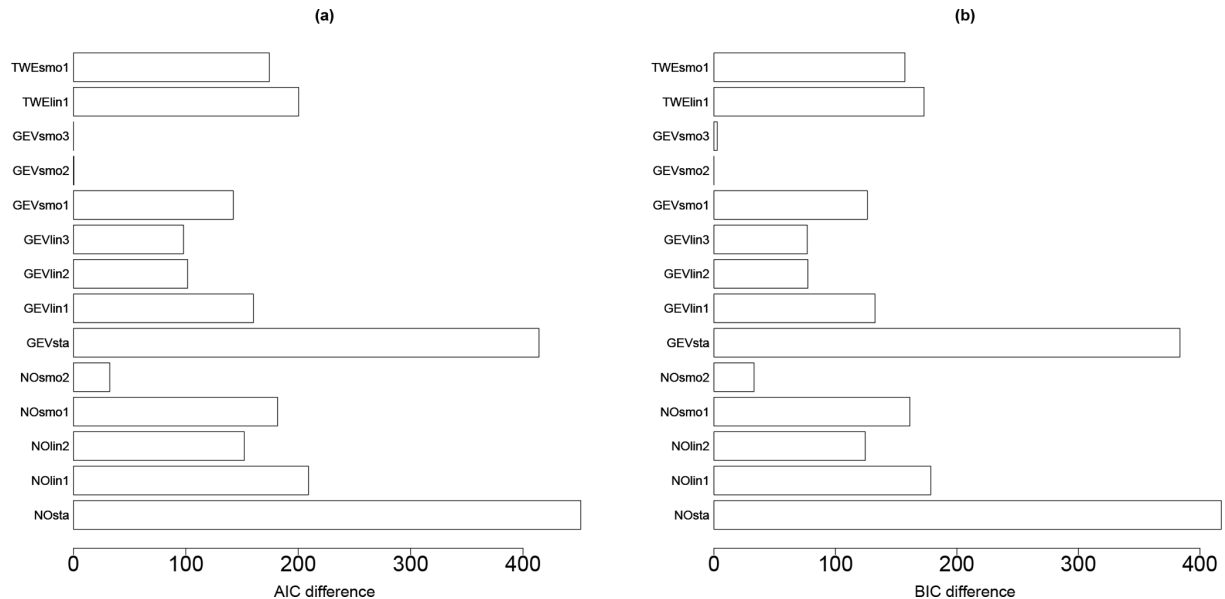 (a)
TWEsmo1
TWElin1
GEVsmo3
GEVsmo2
GEVsmo1
GEVlin3
GEVlin2
GEVlin1
GEVsta
NOsmo2
NOsmo1
NOlin2
NOlin1
NOsta
0 100 200 300 400
AIC difference
(b)
TWEsmo1
TWElin1
GEVsmo3
GEVsmo2
GEVsmo1
GEVlin3
GEVlin2
GEVlin1
GEVsta
NOsmo2
NOsmo1
NOlin2
NOlin1
NOsta
0 100 200 300 400
BIC difference